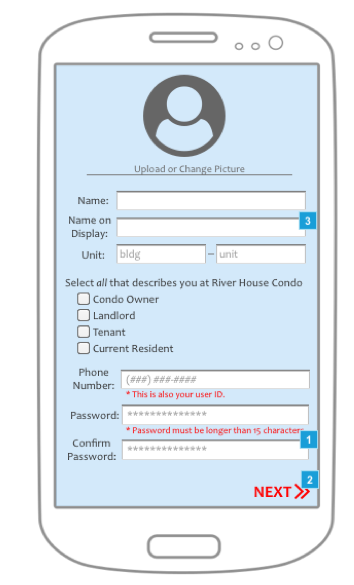 Upload or Change Picture
Name:
Name on
Display:
3
Unit: bldg – unit
Select all that describes you at River House Condo
Condo Owner
Landlord
Tenant
Current Resident
Phone
Number: (###) ###-####
* This is also your user ID.
Password: **************
* Password must be longer than 15 characters
1
Confirm
Password: **************
2
NEXT